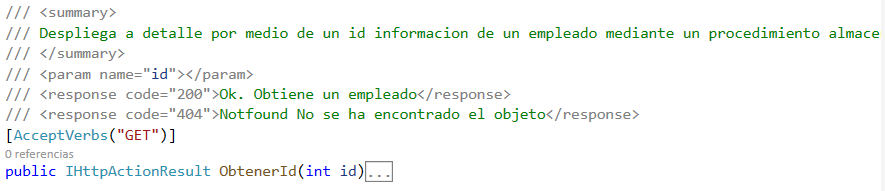 /// <summary>
/// Despliega a detalle por medio de un id informacion de un empleado mediante un procedimiento almace
/// </summary>
/// <param name="id"></param>
/// <response code="200">Ok. Obtiene un empleado</response>
/// <response code="404">Notfound No se ha encontrado el objeto</response>
[AcceptVerbs("GET")]
0 referencias
public IHttpActionResult ObtenerId(int id)...